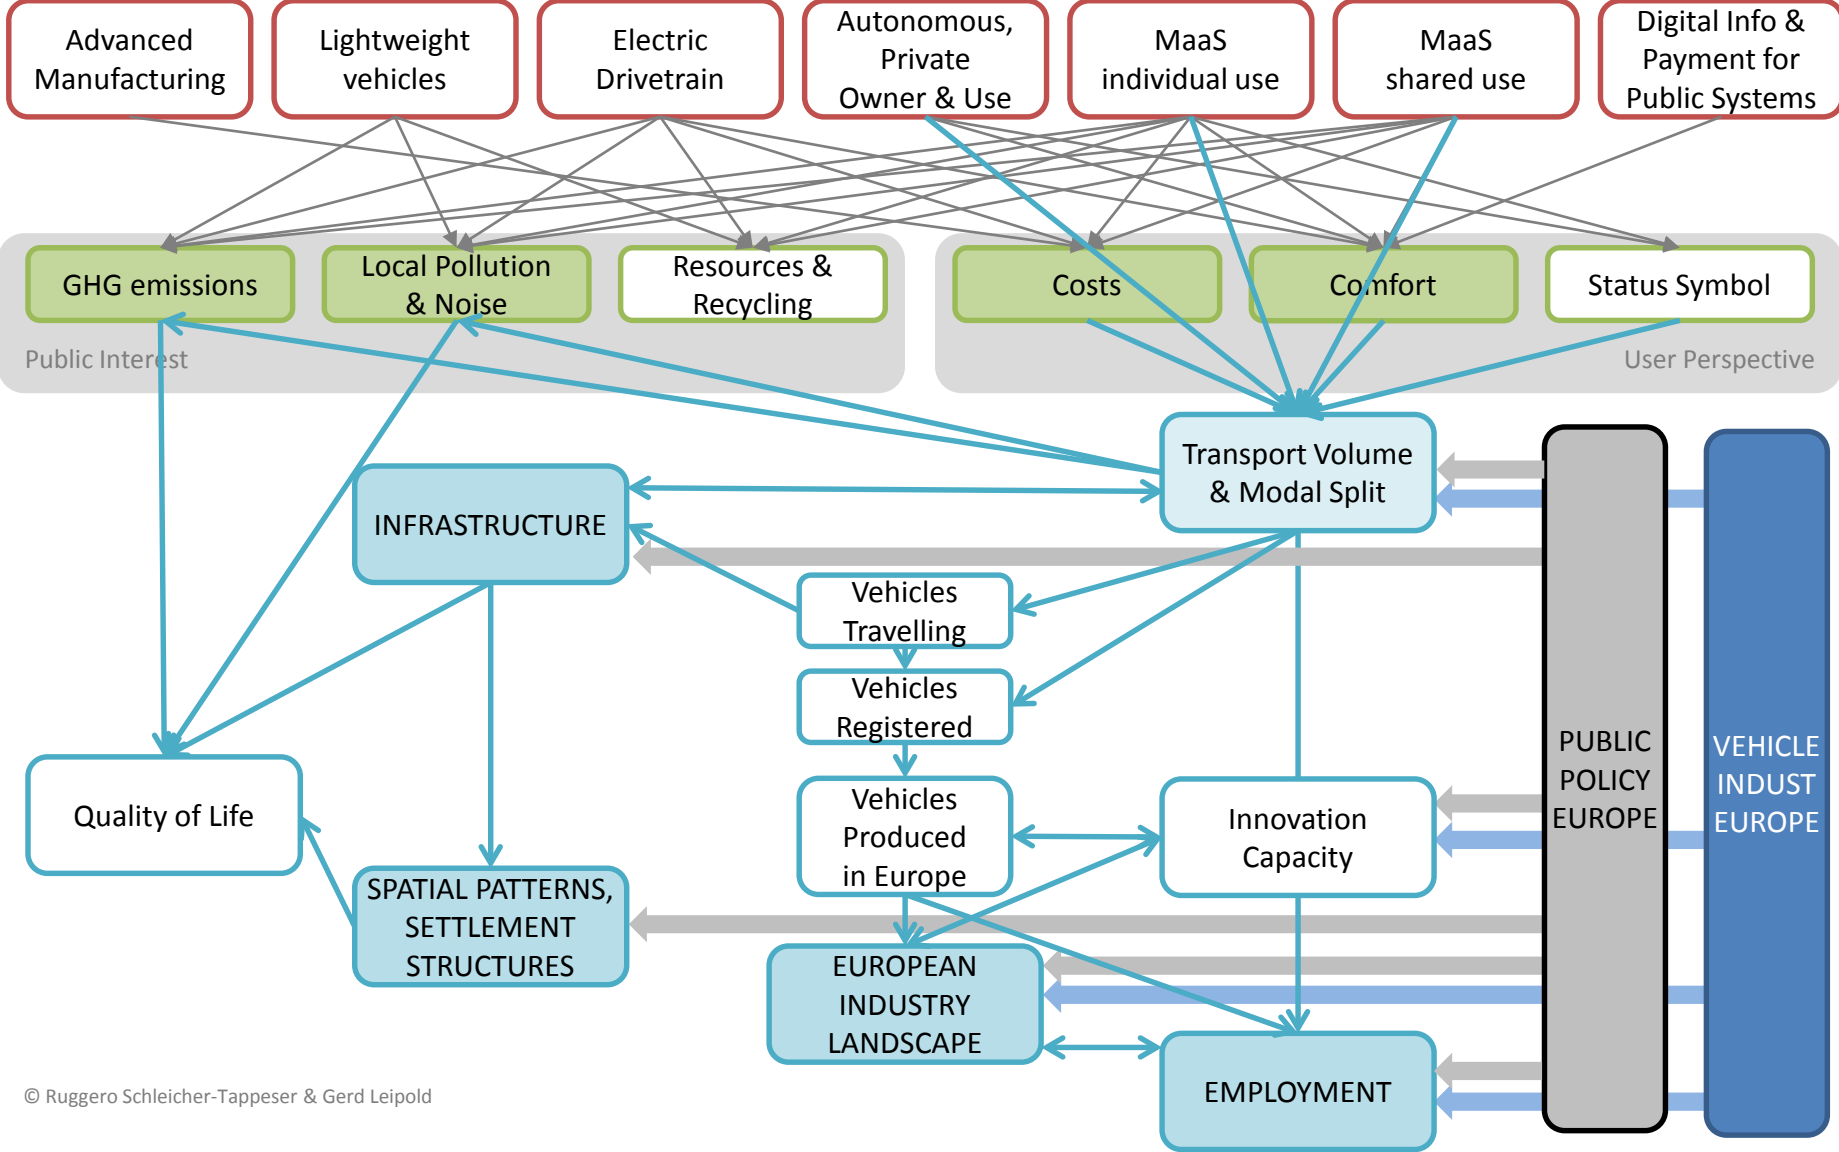 Advanced
Manufacturing
Lightweight
vehicles
Electric
Drivetrain
Autonomous,
Private
Owner & Use
MaaS
individual use
MaaS
shared use
Digital Info &
Payment for
Public Systems
GHG emissions
Local Pollution
& Noise
Resources &
Recycling
Costs
Comfort
Status Symbol
Public Interest
User Perspective
Transport Volume
& Modal Split
INFRASTRUCTURE
Vehicles
Travelling
Vehicles
Registered
Vehicles
Produced
in Europe
Innovation
Capacity
PUBLIC
POLICY
EUROPE
VEHICLE
INDUST
EUROPE
Quality of Life
SPATIAL PATTERNS,
SETTLEMENT
STRUCTURES
EUROPEAN
INDUSTRY
LANDSCAPE
EMPLOYMENT
© Ruggero Schleicher-Tappeser & Gerd Leipold